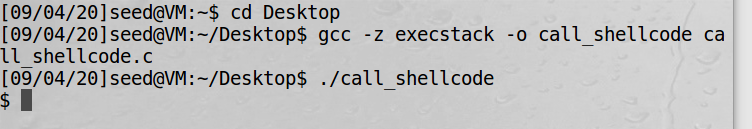 [09/04/20]seed@VM:~$ cd Desktop
[09/04/20]seed@VM:~/Desktop$ gcc -z execstack -o call_shellcode ca
ll_shellcode.c
[09/04/20]seed@VM:~/Desktop$ ./call_shellcode
$